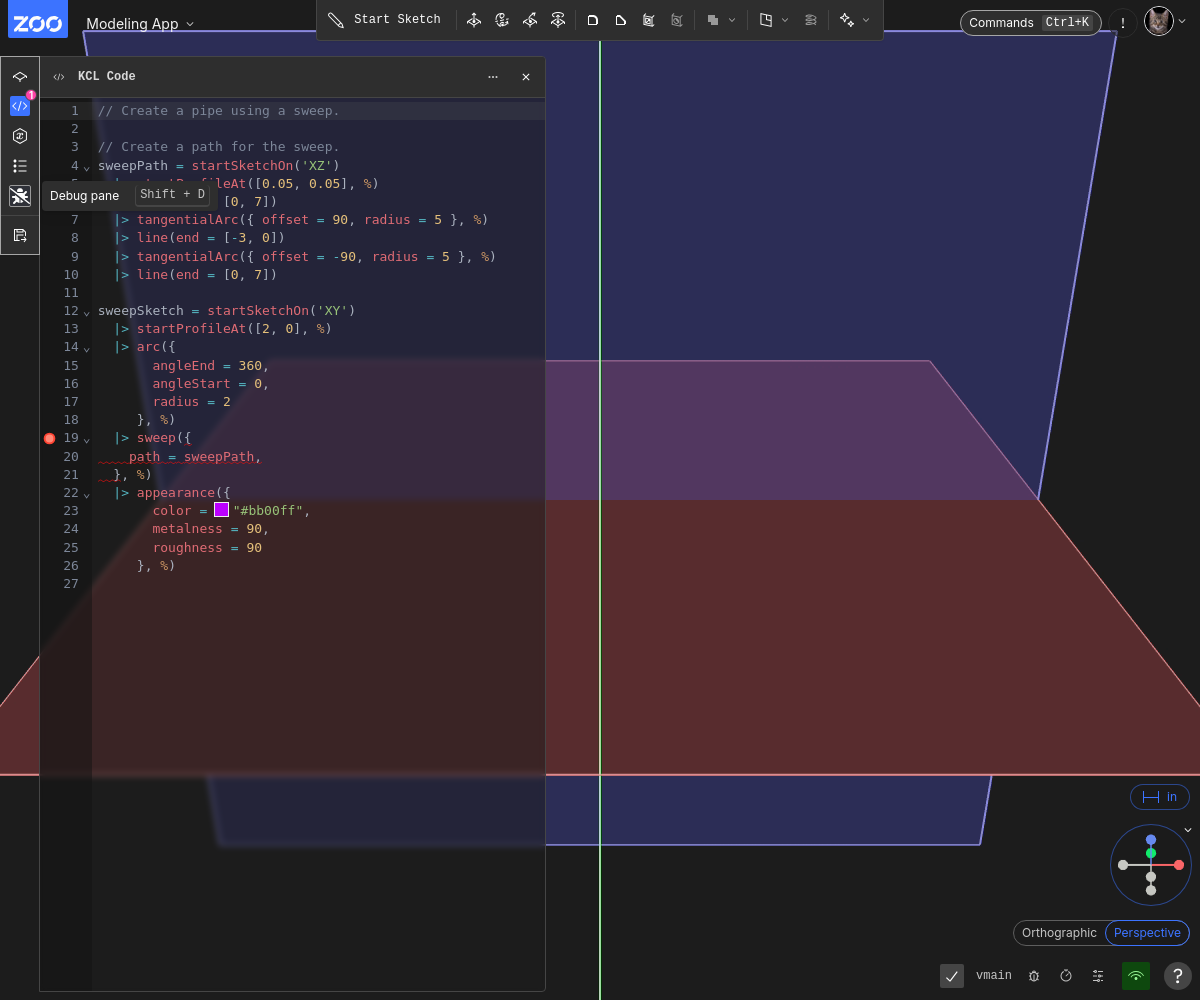 ZOO
Modeling App
Start Sketch
Commands Ctrl+K
!
KCL Code
1
1 // Create a pipe using a sweep.
2
3 // Create a path for the sweep.
4 sweepPath = startSketchOn('XZ')
At([0.05, 0.05], %)
[0, 7])
Debug pane Shift + D
7   |> tangentialArc({ offset = 90, radius = 5 }, %)
8   |> line(end = [-3, 0])
9   |> tangentialArc({ offset = -90, radius = 5 }, %)
10   |> line(end = [0, 7])
11
12 sweepSketch = startSketchOn('XY')
13   |> startProfileAt([2, 0], %)
14   |> arc({
15        angleEnd = 360,
16        angleStart = 0,
17        radius = 2
18      }, %)
19   |> sweep({
20     path = sweepPath,
21   }, %)
22   |> appearance({
23        color = "#bb00ff",
24        metalness = 90,
25        roughness = 90
26      }, %)
27
in
Orthographic Perspective
vmain
?